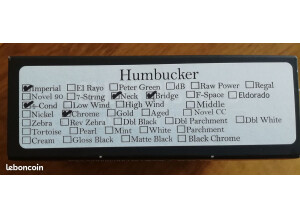 Humbucker
Imperial El Rayo Peter Green dB Raw Power Regal
Novel 90 7-String Neck Bridge F-Space Eldorado
4-Cond Low Wind High Wind Middle
Nickel Chrome Gold Aged Novel CC
Zebra Rev Zebra Dbl Black Dbl Parchment Dbl White
Tortoise Pearl Mint White Parchment
Cream Gloss Black Matte Black Black Chrome
leboncoin